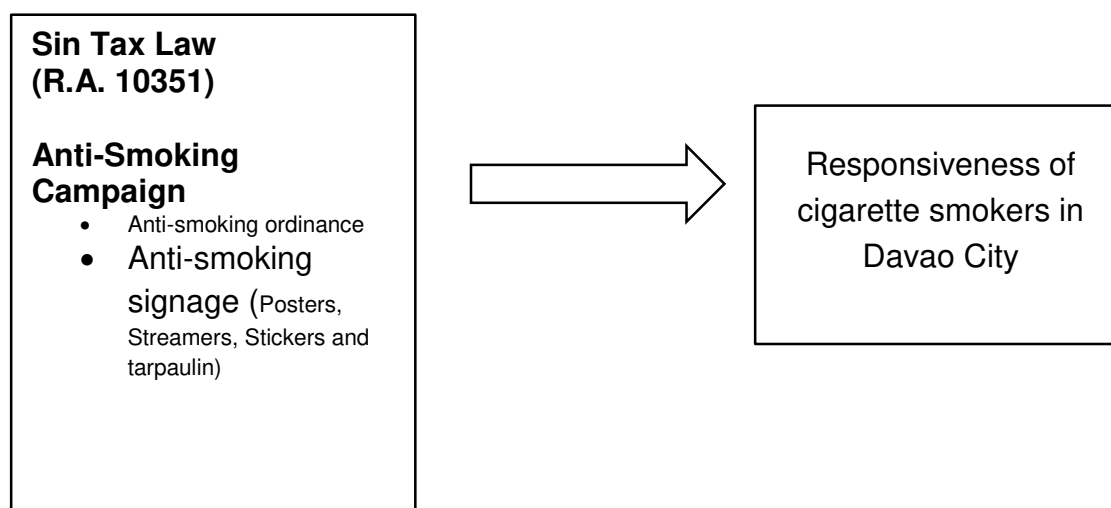 Sin Tax Law
(R.A. 10351)
Anti-Smoking
Campaign
• Anti-smoking ordinance
• Anti-smoking
signage (Posters,
Streamers, Stickers and
tarpaulin)
Responsiveness of
cigarette smokers in
Davao City